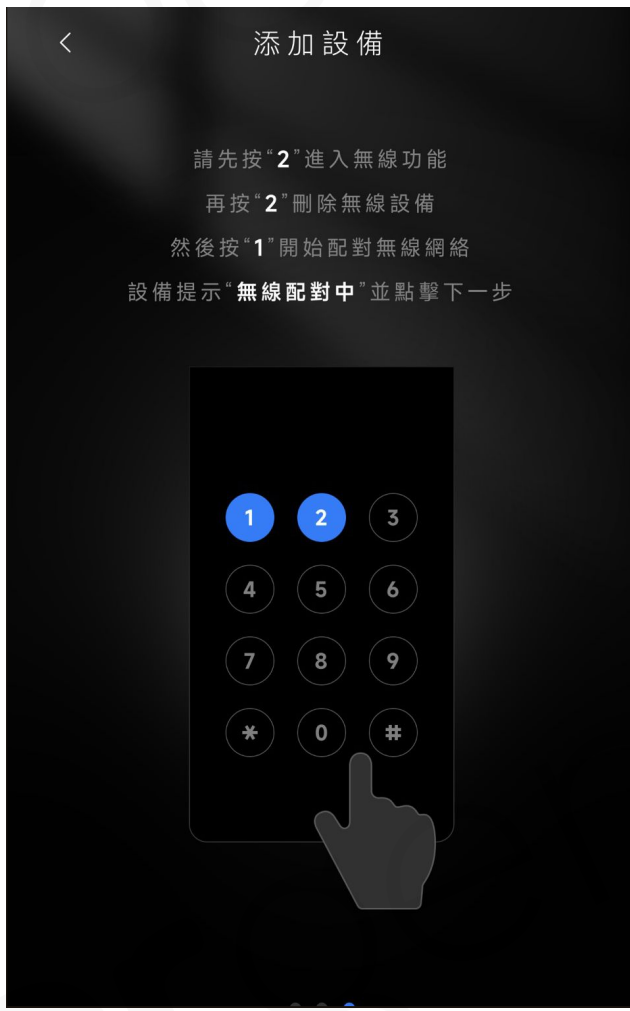 添加設備
請先按“2”進入無線功能
再按“2”刪除無線設備
然後按“1”開始配對無線網絡
設備提示“無線配對中”並點擊下一步
1 2 3
4 5 6
7 8 9
* 0 #